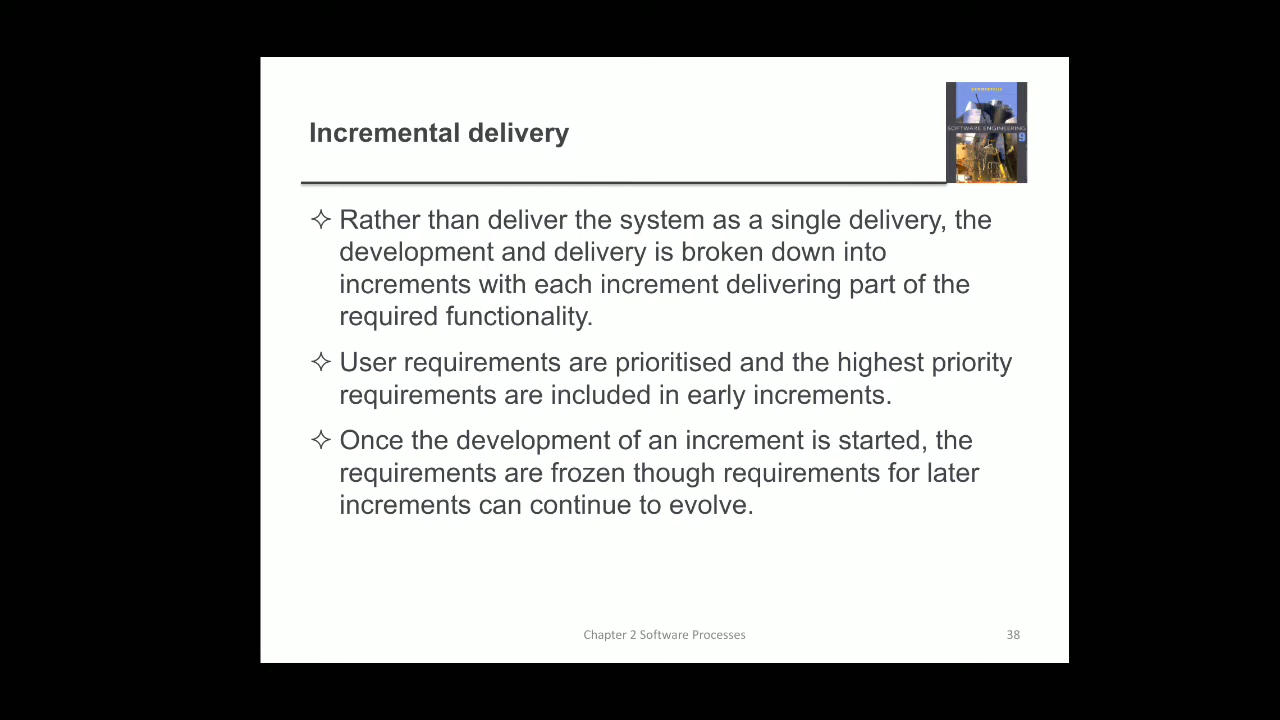 Incremental delivery
SOFTWARE ENGINEERING
9
Rather than deliver the system as a single delivery, the
development and delivery is broken down into
increments with each increment delivering part of the
required functionality.
User requirements are prioritised and the highest priority
requirements are included in early increments.
Once the development of an increment is started, the
requirements are frozen though requirements for later
increments can continue to evolve.
Chapter 2 Software Processes
38